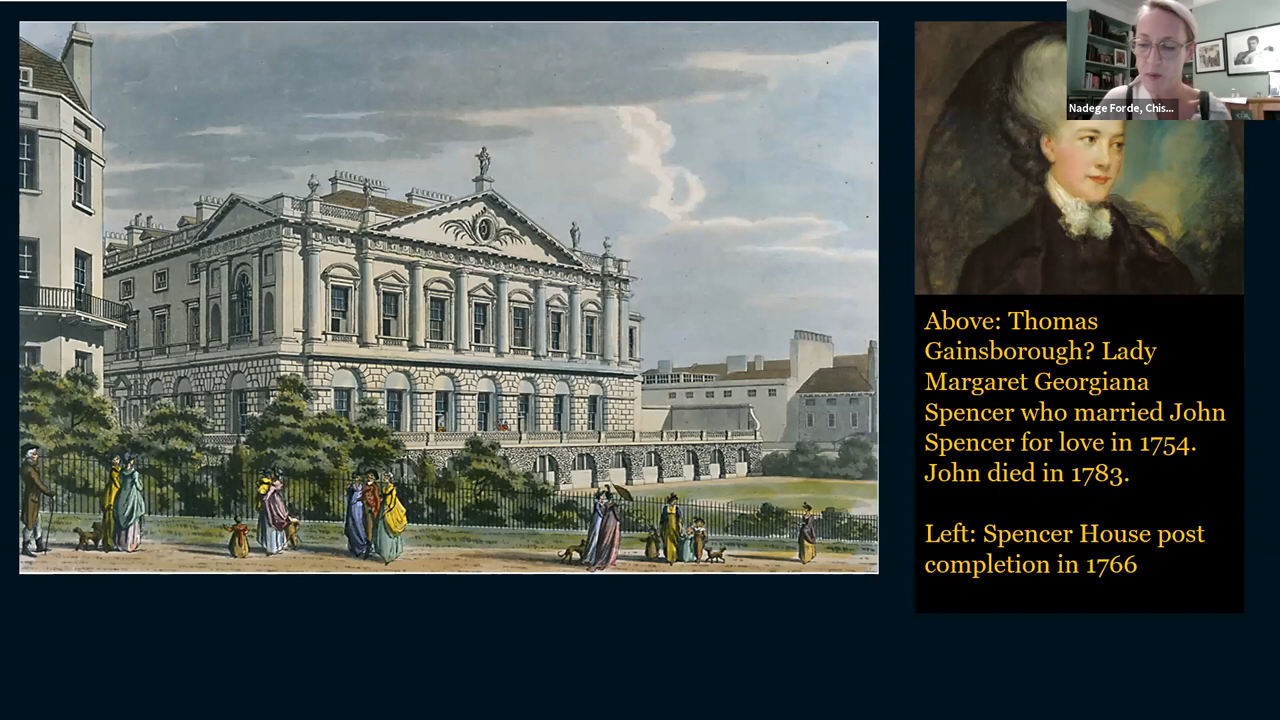 Nadege Forde, Chis...
Above: Thomas
Gainsborough? Lady
Margaret Georgiana
Spencer who married John
Spencer for love in 1754.
John died in 1783.
Left: Spencer House post
completion in 1766